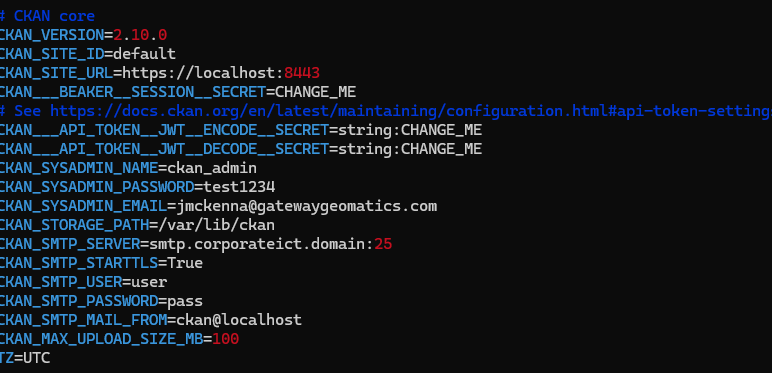 # CKAN core
CKAN_VERSION=2.10.0
CKAN_SITE_ID=default
CKAN_SITE_URL=https://localhost:8443
CKAN___BEAKER__SESSION__SECRET=CHANGE_ME
# See https://docs.ckan.org/en/latest/maintaining/configuration.html#api-token-settings
CKAN___API_TOKEN__JWT__ENCODE__SECRET=string:CHANGE_ME
CKAN___API_TOKEN__JWT__DECODE__SECRET=string:CHANGE_ME
CKAN_SYSADMIN_NAME=ckan_admin
CKAN_SYSADMIN_PASSWORD=test1234
CKAN_SYSADMIN_EMAIL=jmckenna@gatewaygeomatics.com
CKAN_STORAGE_PATH=/var/lib/ckan
CKAN_SMTP_SERVER=smtp.corporateict.domain:25
CKAN_SMTP_STARTTLS=True
CKAN_SMTP_USER=user
CKAN_SMTP_PASSWORD=pass
CKAN_SMTP_MAIL_FROM=ckan@localhost
CKAN_MAX_UPLOAD_SIZE_MB=100
TZ=UTC